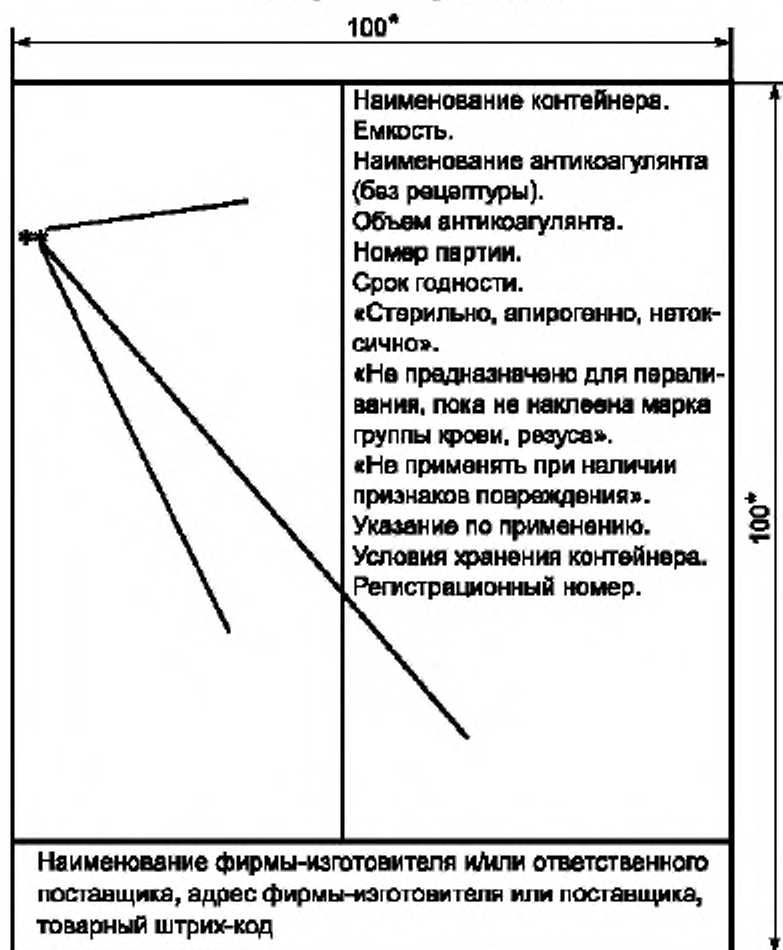 100*
**
Наименование контейнера.
Емкость.
Наименование антикоагулянта
(без рецептуры).
Объем антикоагулянта.
Номер партии.
Срок годности.
«Стерильно, апирогенно, неток-
сично».
«Не предназначено для перели-
вания, пока не наклеена марка
группы крови, резуса».
«Не применять при наличии
признаков повреждения».
Указание по применению.
Условия хранения контейнера.
Регистрационный номер.
100*
Наименование фирмы-изготовителя и/или ответственного
поставщика, адрес фирмы-изготовителя или поставщика,
товарный штрих-код